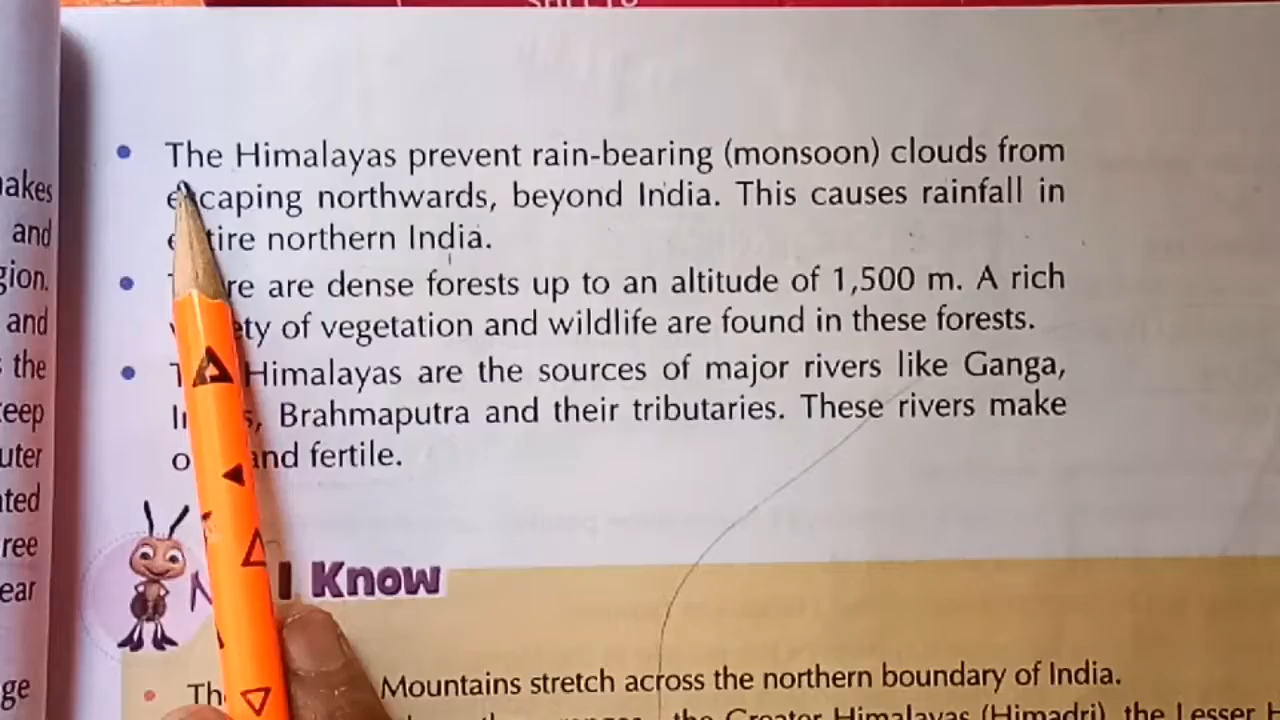 SHEETS
The Himalayas prevent rain-bearing (monsoon) clouds from
escaping northwards, beyond India. This causes rainfall in
entire northern India.
There are dense forests up to an altitude of 1,500 m. A rich
variety of vegetation and wildlife are found in these forests.
The Himalayas are the sources of major rivers like Ganga,
Indus, Brahmaputra and their tributaries. These rivers make
our land fertile.
I Know
Mountains stretch across the northern boundary of India.
the Greater Himalayas (Himadri), the Lesser
akes
and
gion.
and
the
keep
uter
ated
ree
ear
ge